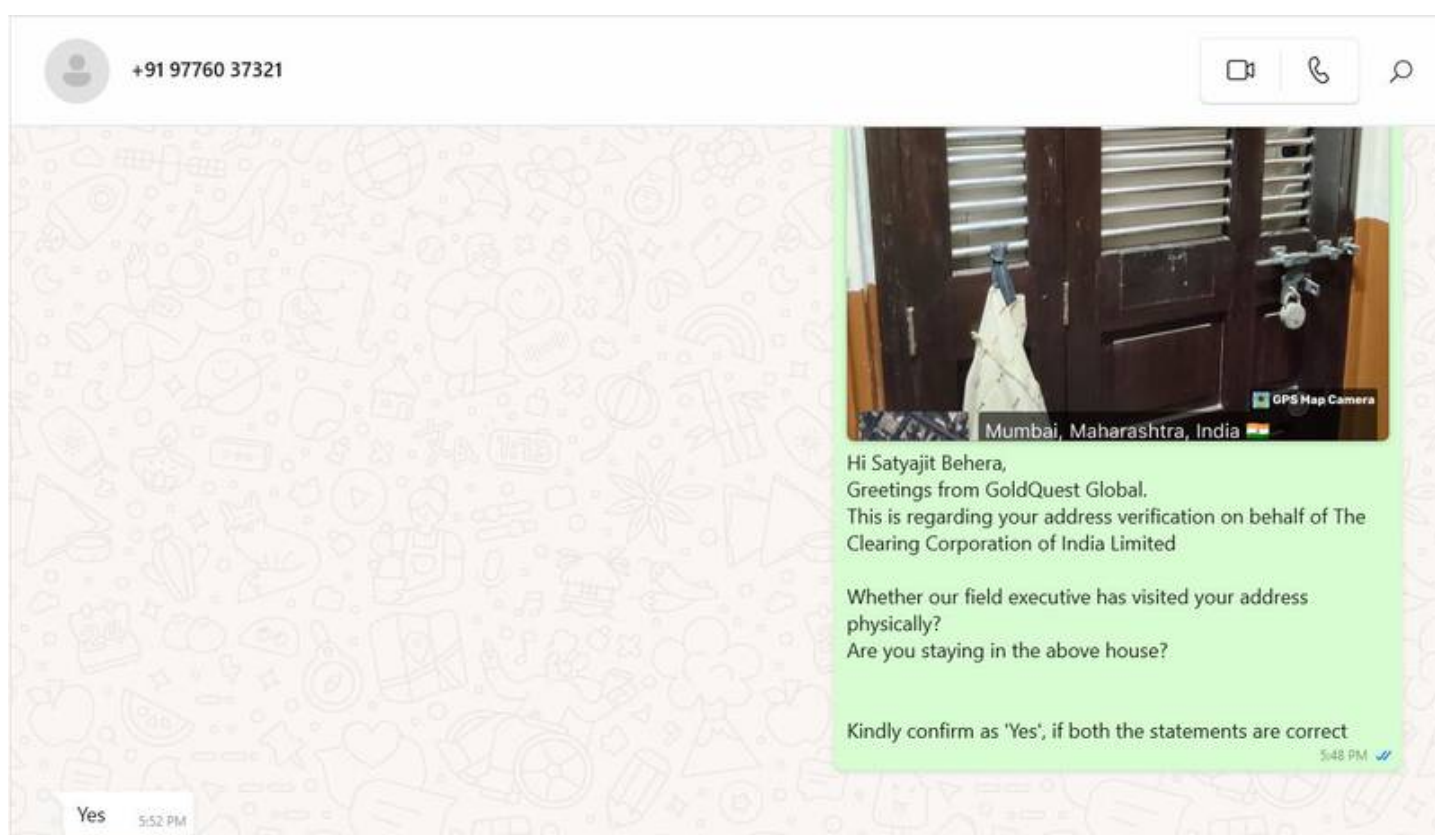 +91 97760 37321
GPS Map Camera
Mumbai, Maharashtra, India
Hi Satyajit Behera,
Greetings from GoldQuest Global.
This is regarding your address verification on behalf of The
Clearing Corporation of India Limited
Whether our field executive has visited your address
physically?
Are you staying in the above house?
Kindly confirm as 'Yes', if both the statements are correct
5:48 PM
Yes 5:52 PM